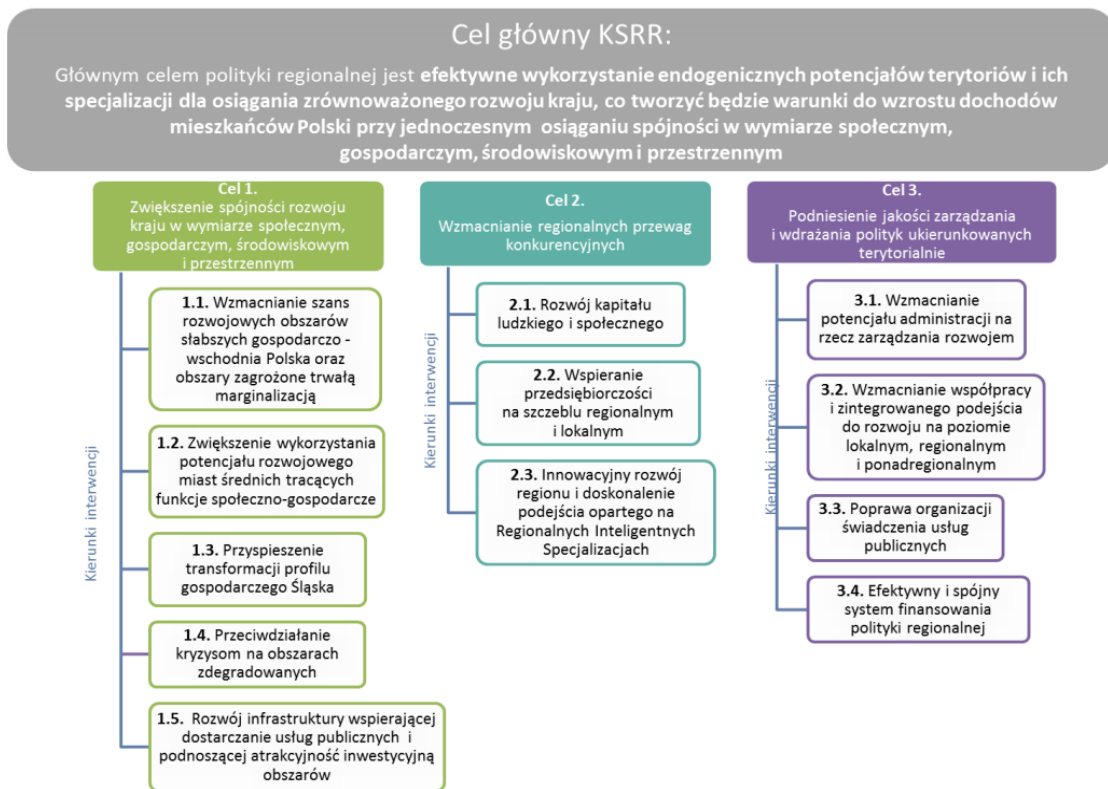 Cel główny KSRR:
Głównym celem polityki regionalnej jest efektywne wykorzystanie endogenicznych potencjałów terytoriów i ich
specjalizacji dla osiągania zrównoważonego rozwoju kraju, co tworzyć będzie warunki do wzrostu dochodów
mieszkańców Polski przy jednoczesnym osiąganiu spójności w wymiarze społecznym,
gospodarczym, środowiskowym i przestrzennym
Cel 1.
Zwiększenie spójności rozwoju
kraju w wymiarze społecznym,
gospodarczym, środowiskowym
i przestrzennym
Kierunki interwencji
1.1. Wzmacnianie szans
rozwojowych obszarów
słabszych gospodarczo -
wschodnia Polska oraz
obszary zagrożone trwałą
marginalizacją
1.2. Zwiększenie wykorzystania
potencjału rozwojowego
miast średnich tracących
funkcje społeczno-gospodarcze
1.3. Przyspieszenie
transformacji profilu
gospodarczego Śląska
1.4. Przeciwdziałanie
kryzysom na obszarach
zdegradowanych
1.5. Rozwój infrastruktury wspierającej
dostarczanie usług publicznych i
podnoszącej atrakcyjność inwestycyjną
obszarów
Cel 2.
Wzmacnianie regionalnych przewag
konkurencyjnych
Kierunki interwencji
2.1. Rozwój kapitału
ludzkiego i społecznego
2.2. Wspieranie
przedsiębiorczości
na szczeblu regionalnym
i lokalnym
2.3. Innowacyjny rozwój
regionu i doskonalenie
podejścia opartego na
Regionalnych Inteligentnych
Specjalizacjach
Cel 3.
Podniesienie jakości zarządzania
i wdrażania polityk ukierunkowanych
terytorialnie
Kierunki interwencji
3.1. Wzmacnianie
potencjału administracji na
rzecz zarządzania rozwojem
3.2. Wzmacnianie współpracy
i zintegrowanego podejścia
do rozwoju na poziomie
lokalnym, regionalnym
i ponadregionalnym
3.3. Poprawa organizacji
świadczenia usług
publicznych
3.4. Efektywny i spójny
system finansowania
polityki regionalnej